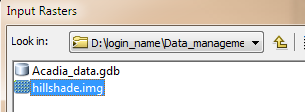 Input Rasters
Look in: D:\login_name\Data_manageme
Acadia_data.gdb
hillshade.img